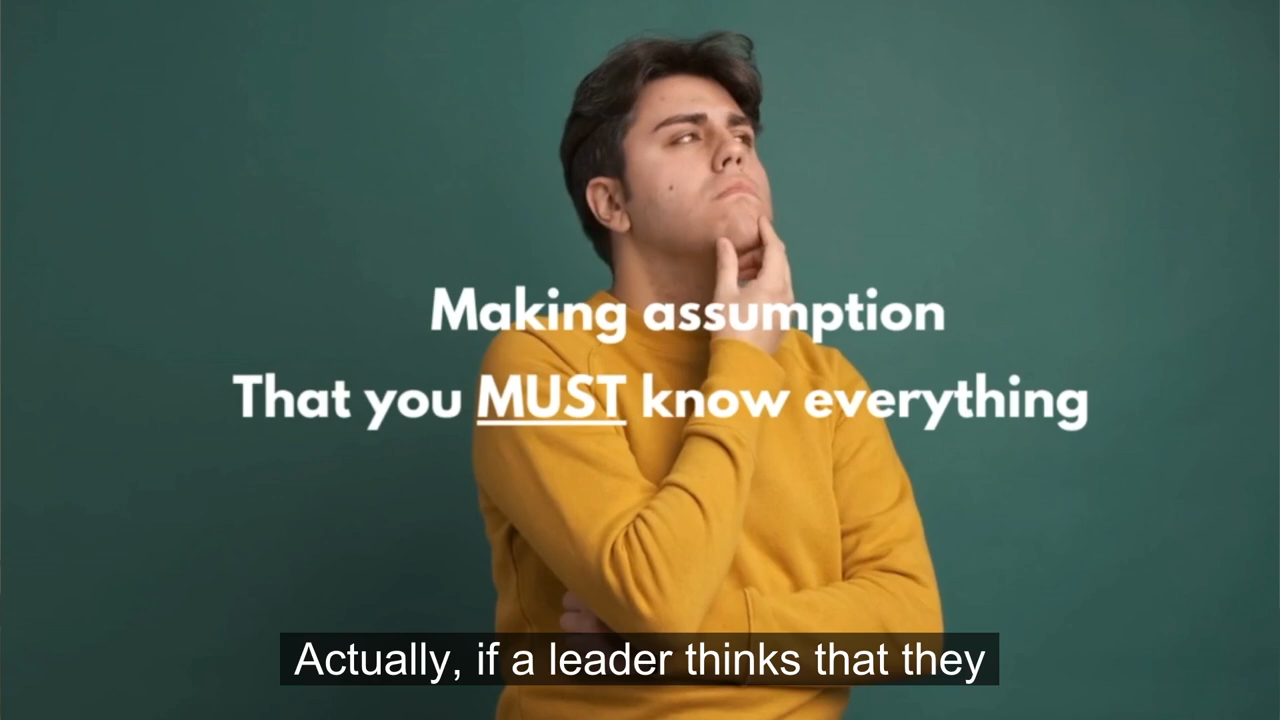 Making assumption
That you MUST know everything
Actually, if a leader thinks that they